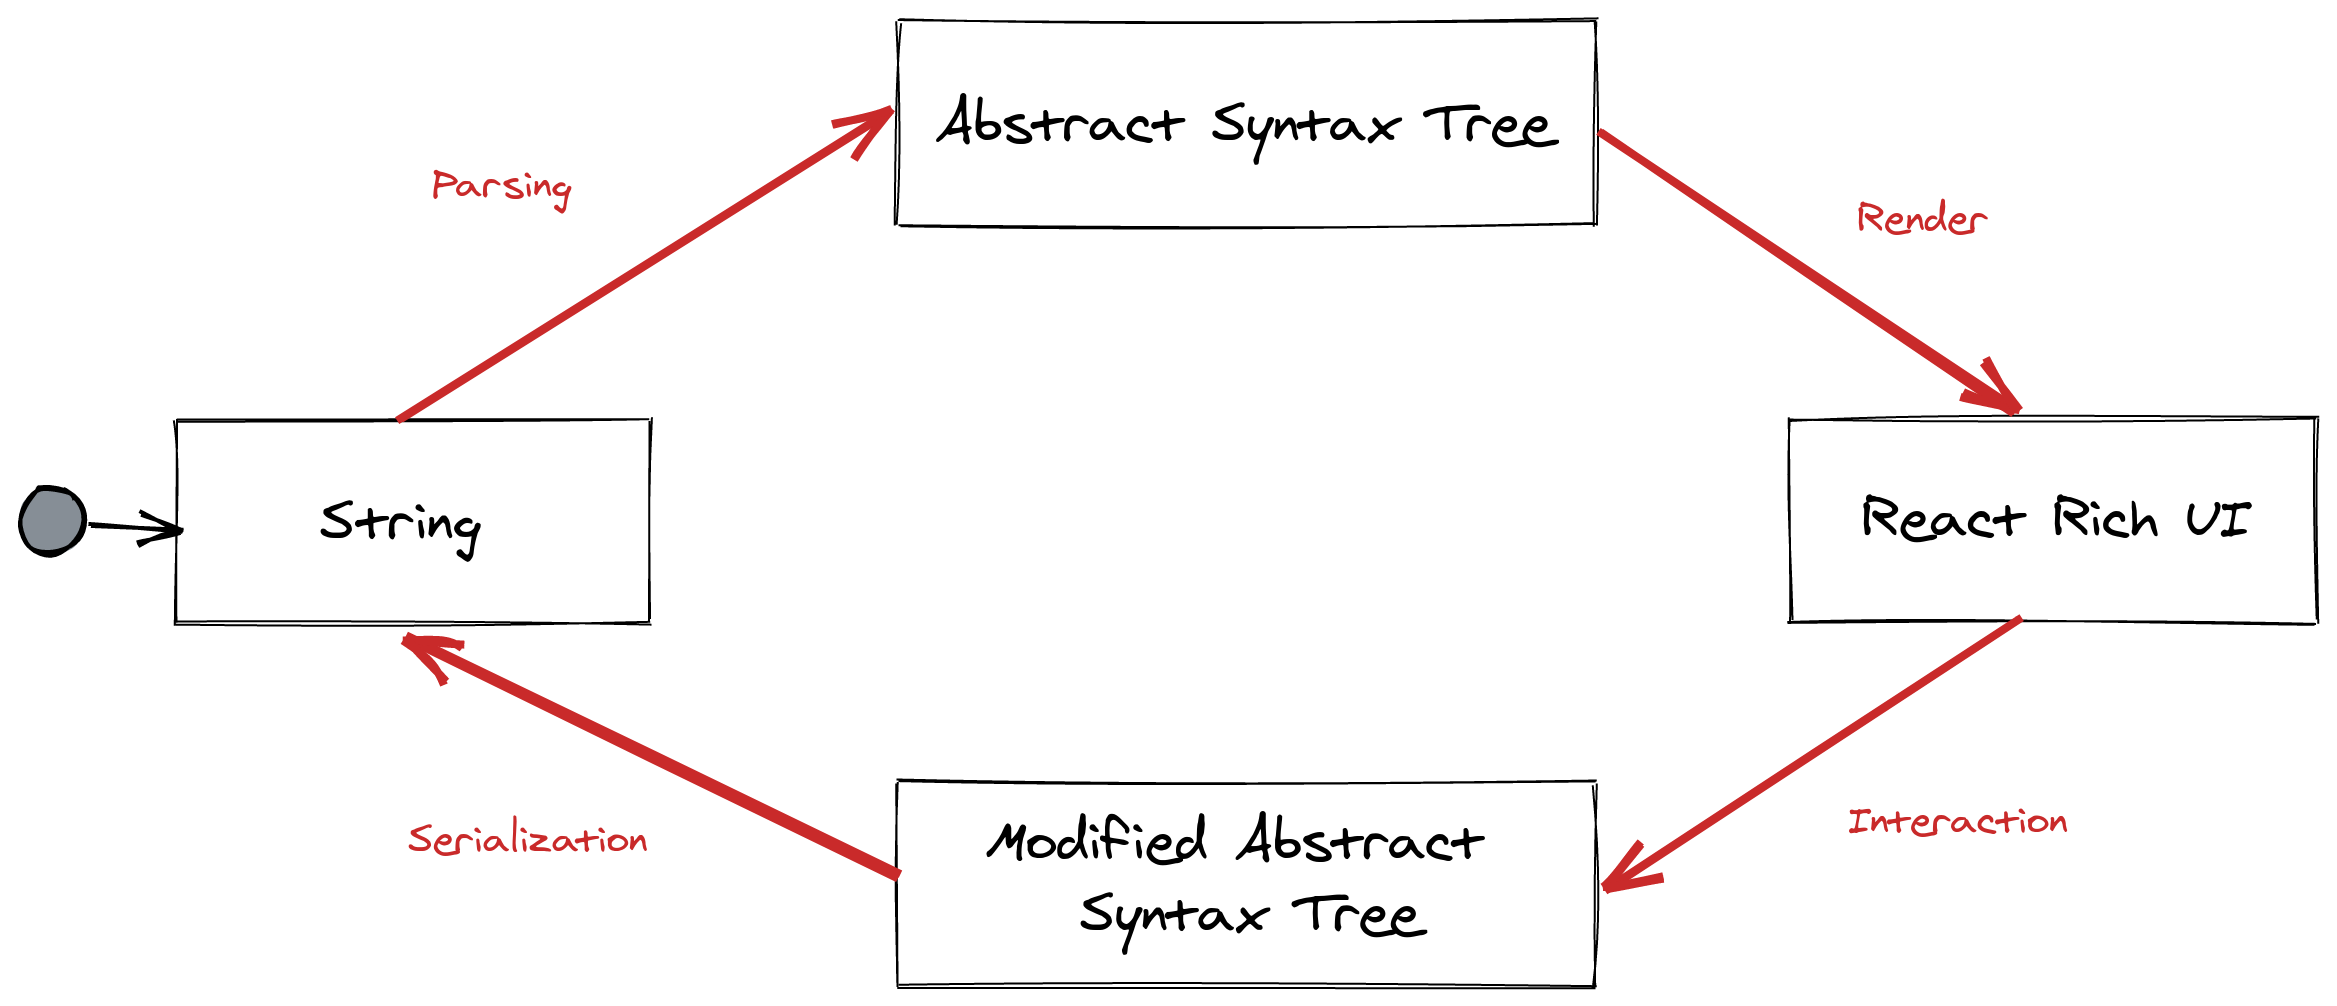 Abstract Syntax Tree
Parsing
Render
String
React Rich UI
Modified Abstract
Syntax Tree
Serialization
Interaction